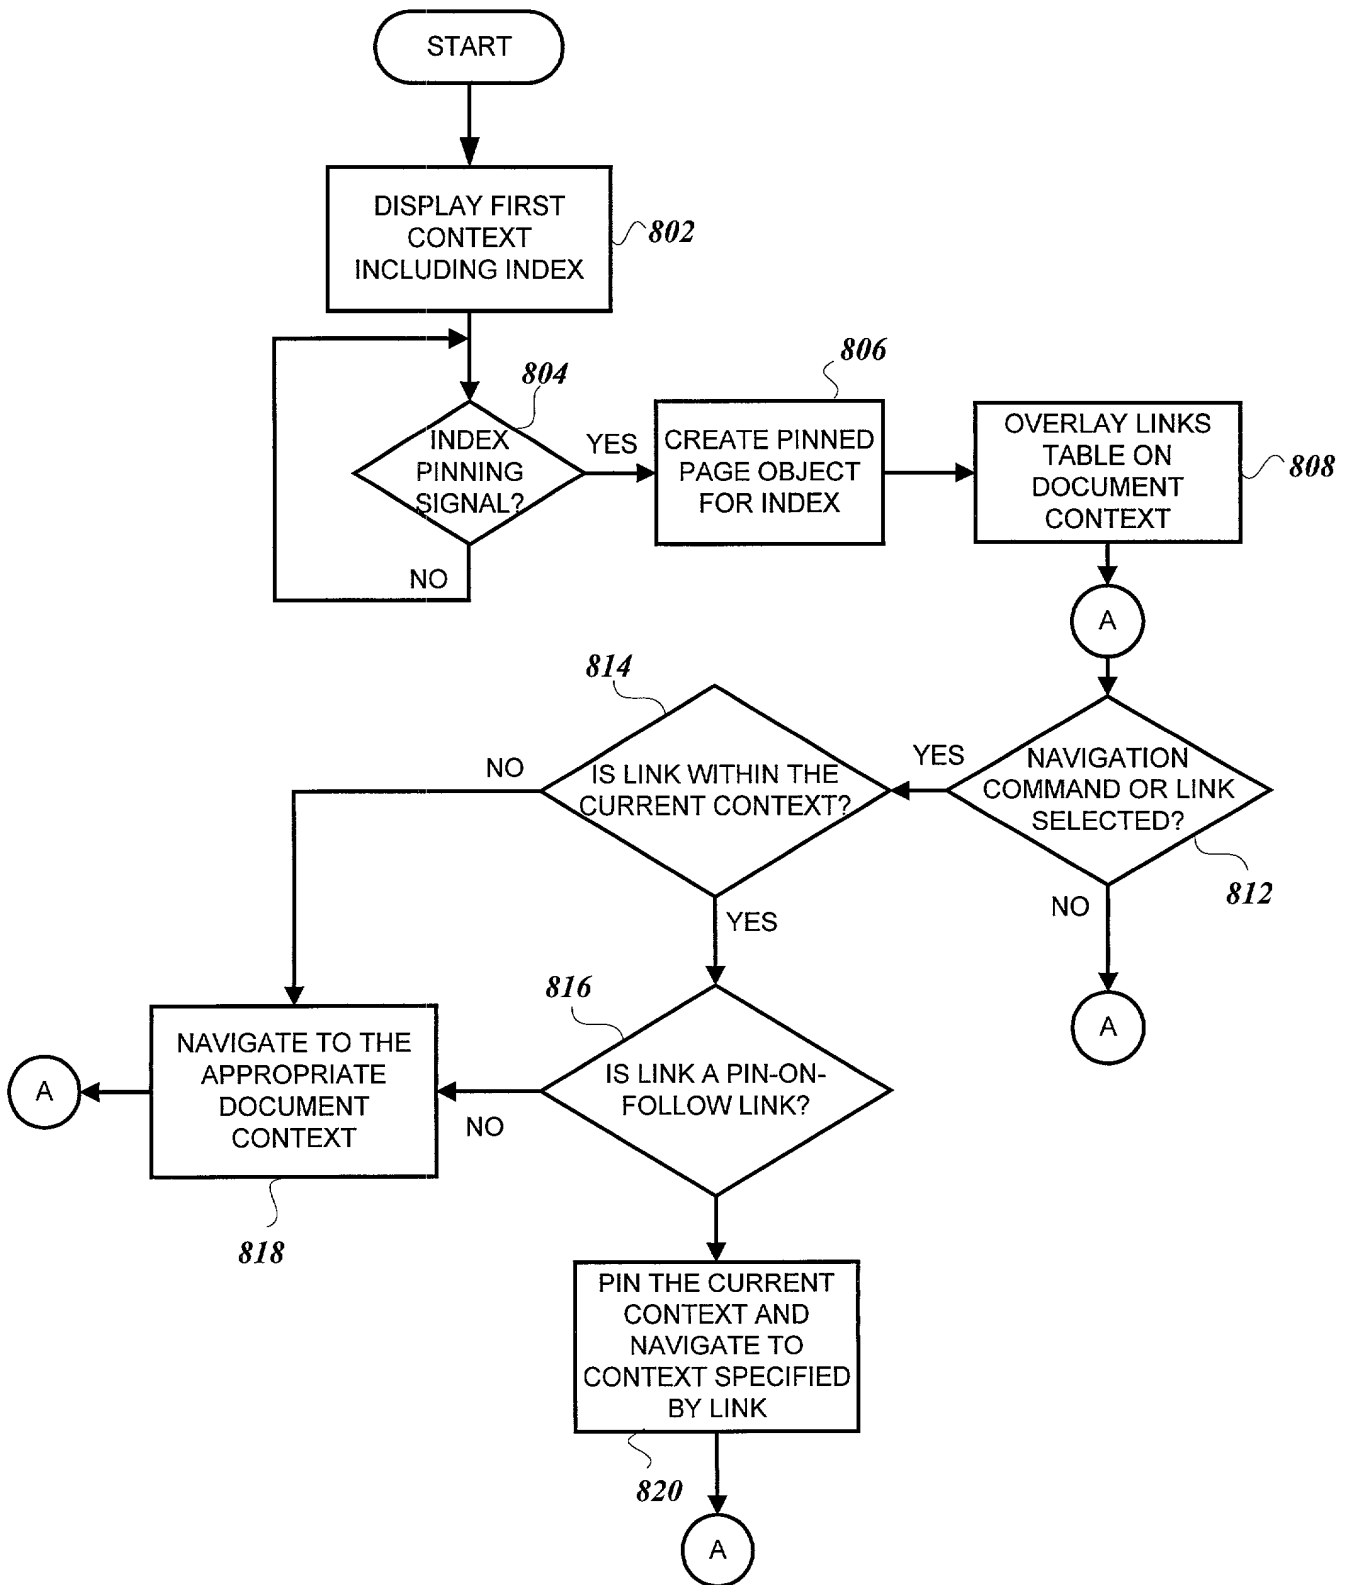 START
DISPLAY FIRST
CONTEXT
INCLUDING INDEX
802
804
INDEX
PINNING
SIGNAL?
YES
NO
806
CREATE PINNED
PAGE OBJECT
FOR INDEX
OVERLAY LINKS
TABLE ON
DOCUMENT
CONTEXT
808
A
NAVIGATION
COMMAND OR LINK
SELECTED?
812
YES
NO
A
814
IS LINK WITHIN THE
CURRENT CONTEXT?
NO
YES
816
IS LINK A PIN-ON-
FOLLOW LINK?
NO
NAVIGATE TO THE
APPROPRIATE
DOCUMENT
CONTEXT
818
A
PIN THE CURRENT
CONTEXT AND
NAVIGATE TO
CONTEXT SPECIFIED
BY LINK
820
A